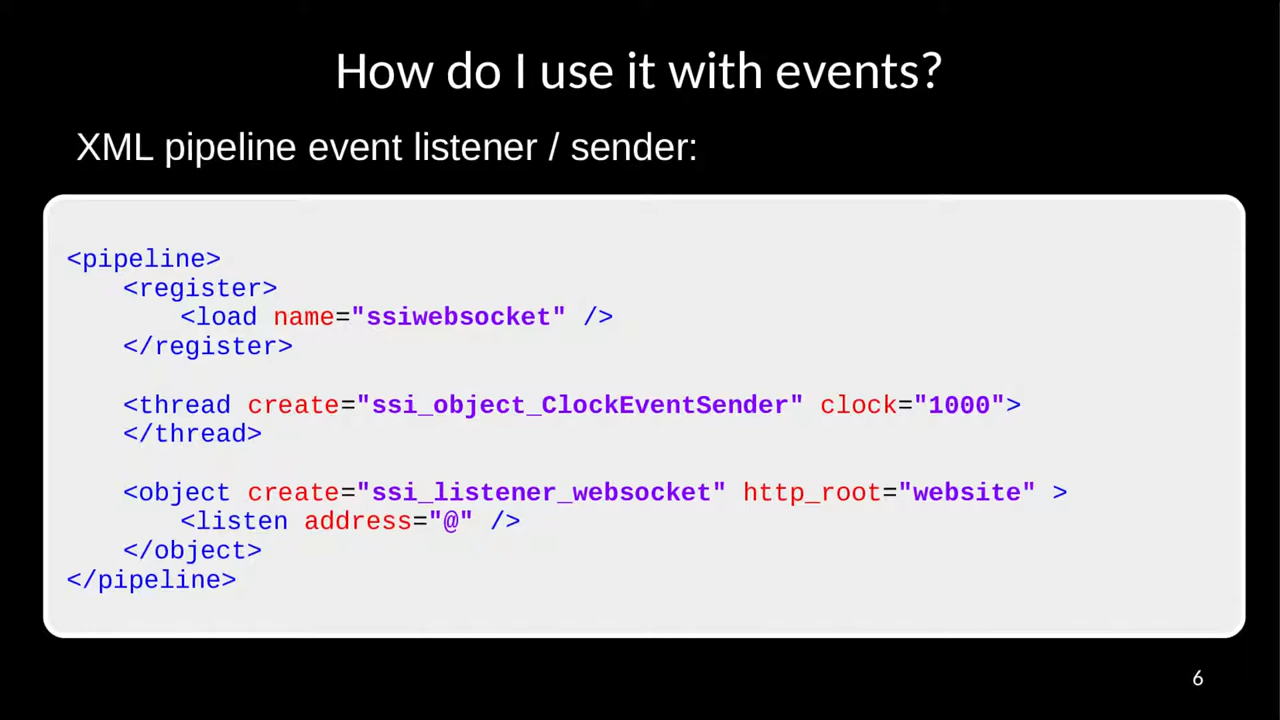 How do I use it with events?
XML pipeline event listener / sender:
<pipeline>
<register>
<load name="ssiwebsocket" />
</register>
<thread create="ssi_object_ClockEventSender" clock="1000">
</thread>
<object create="ssi_listener_websocket" http_root="website" >
<listen address="@" />
</object>
</pipeline>
6